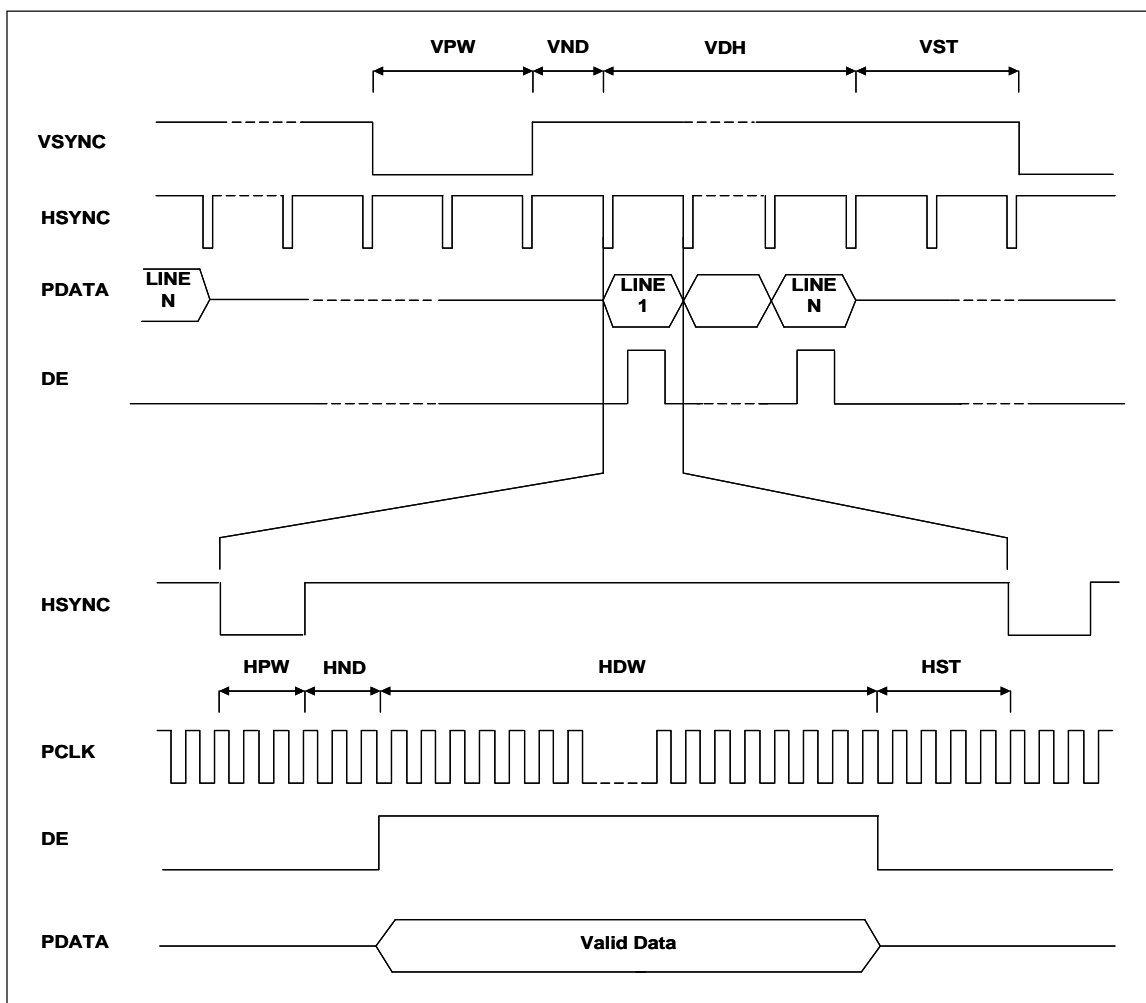 VPW VND VDH VST
VSYNC
HSYNC
PDATA
LINE
N
LINE
1
LINE
N
DE
HSYNC
HPW HND HDW HST
PCLK
DE
PDATA
Valid Data